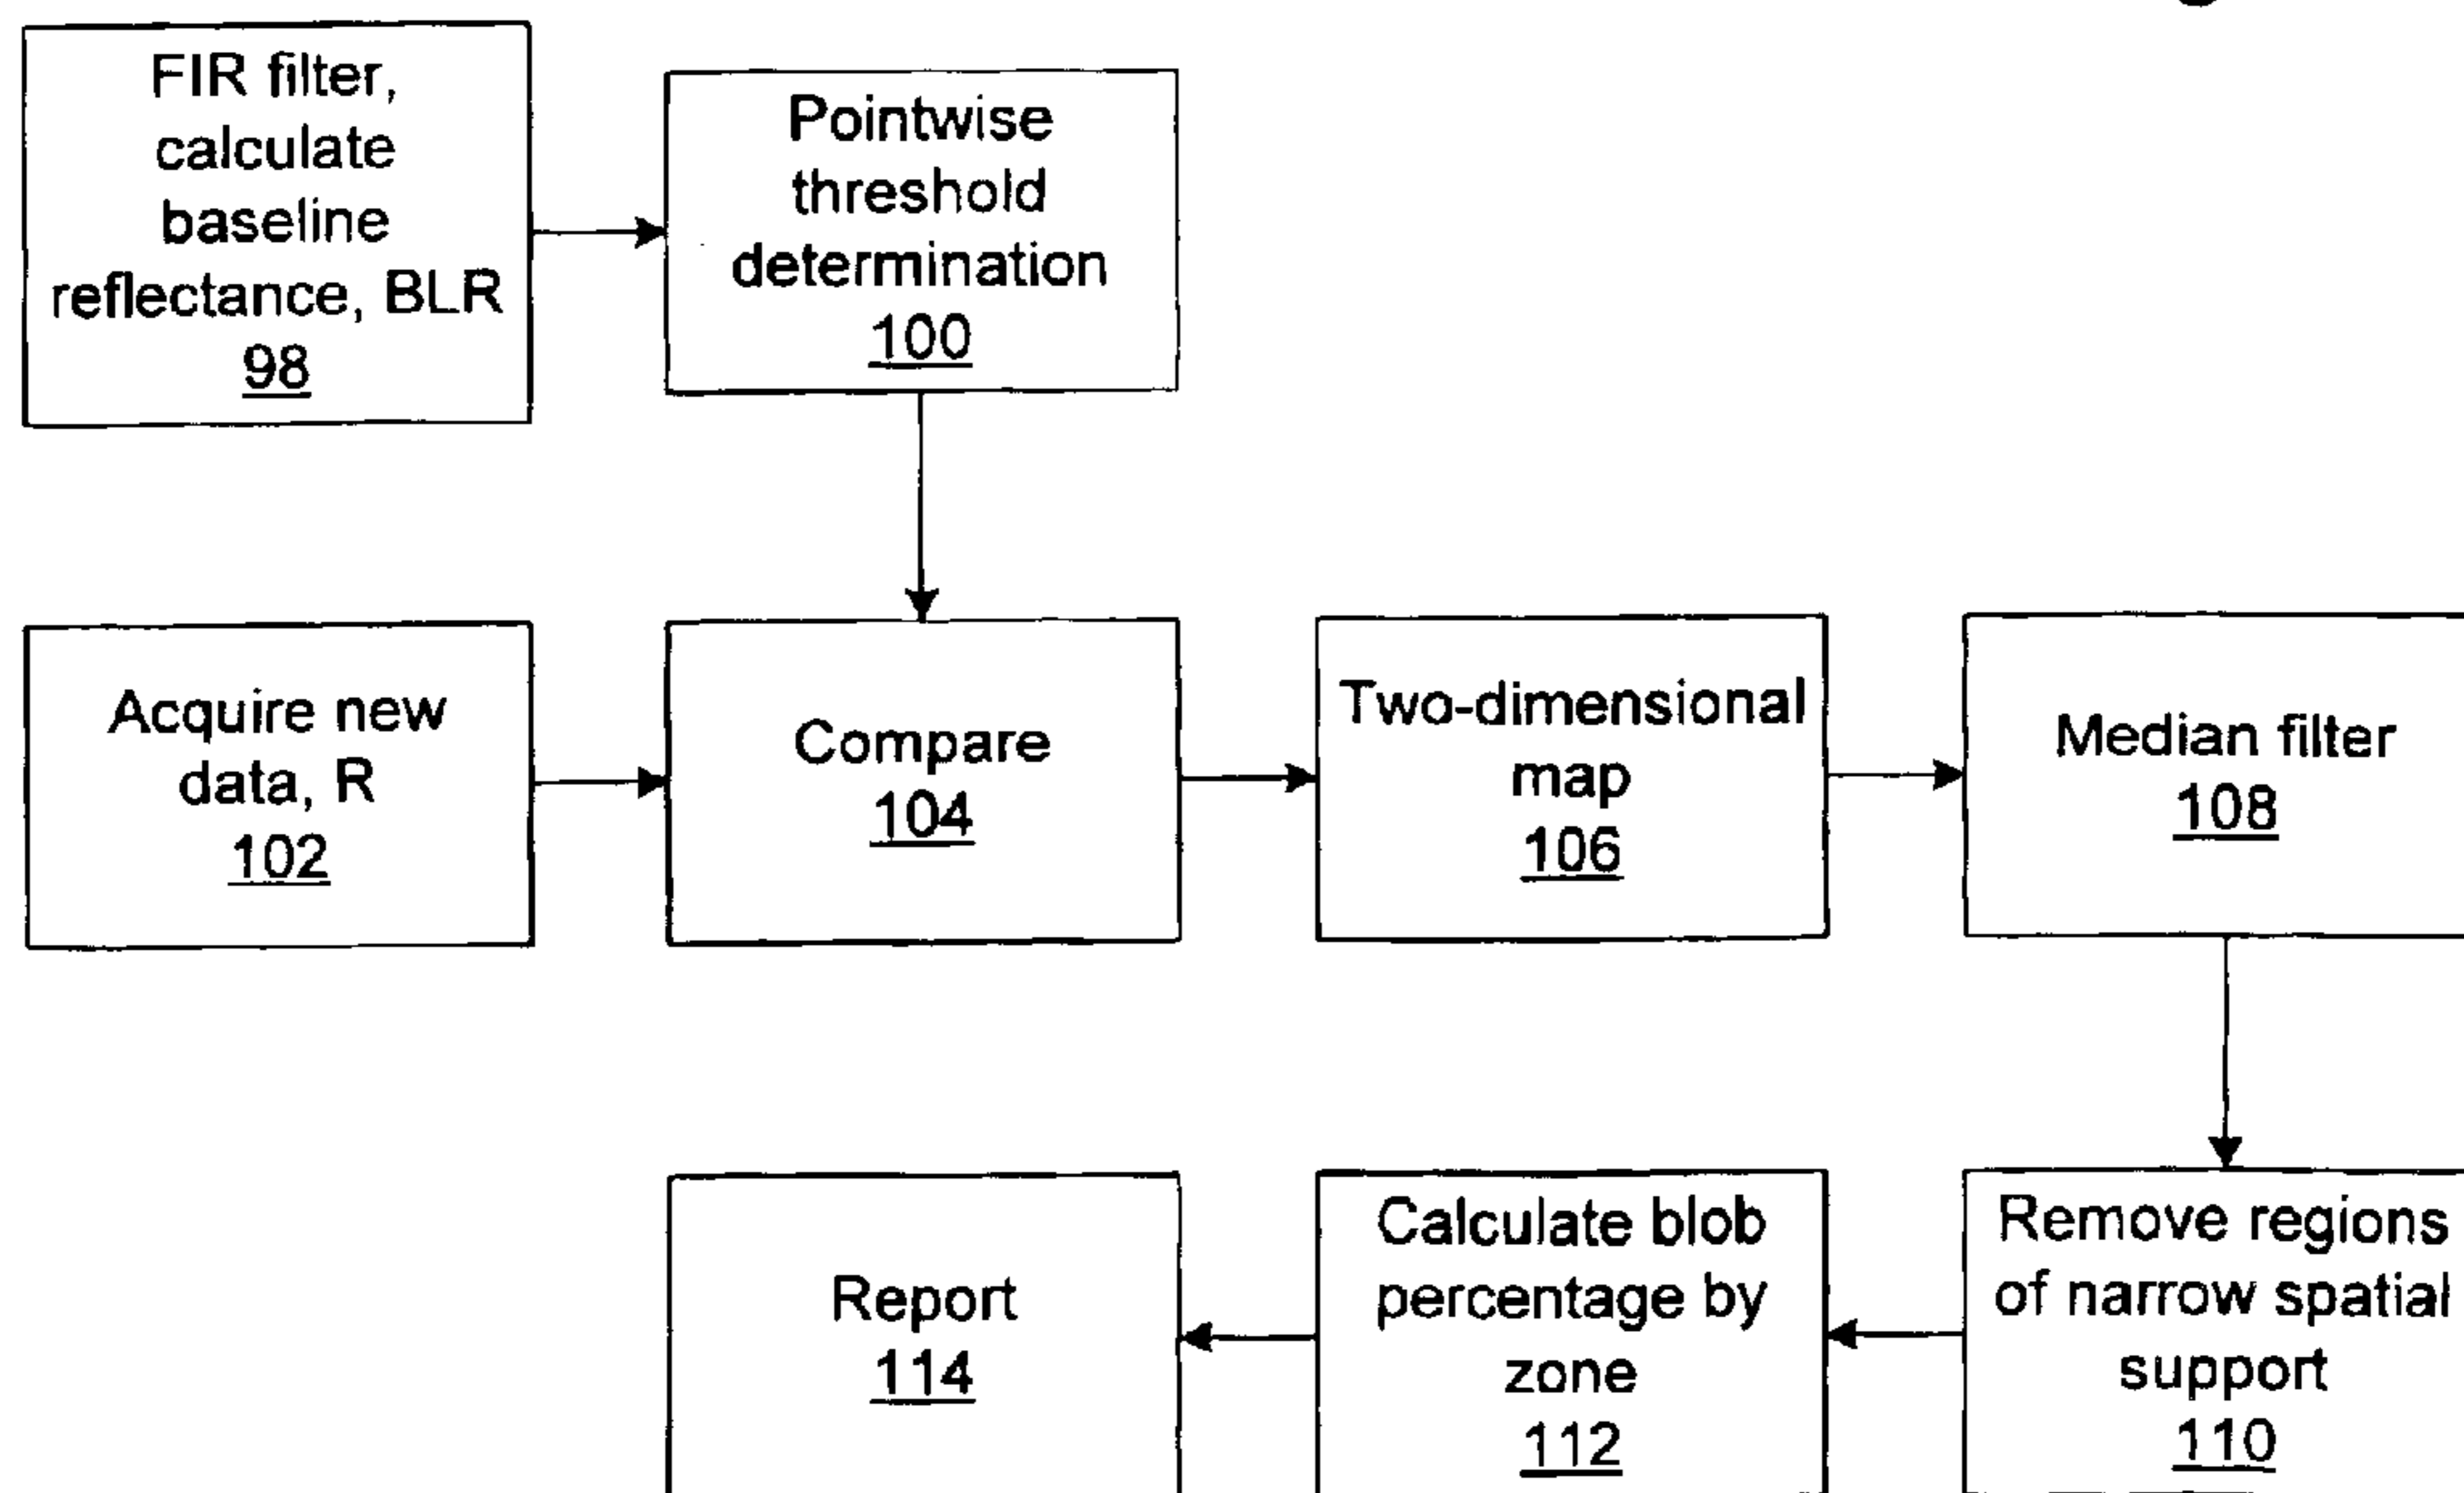 FIR filter,
calculate
baseline
reflectance, BLR
98
Pointwise
threshold
determination
100
Acquire new
data, R
102
Compare
104
Two-dimensional
map
106
Median filter
108
Report
114
Calculate blob
percentage by
zone
112
Remove regions
of narrow spatial
support
110